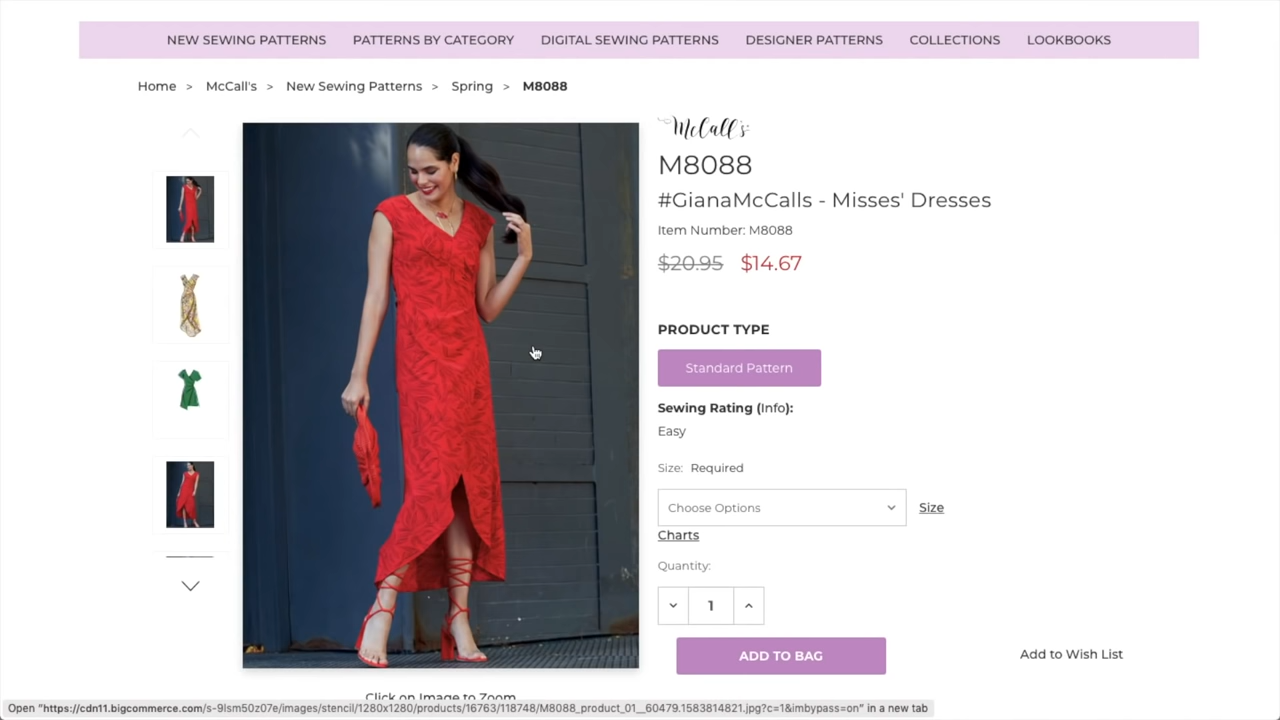 NEW SEWING PATTERNS PATTERNS BY CATEGORY DIGITAL SEWING PATTERNS DESIGNER PATTERNS COLLECTIONS LOOKBOOKS
Home > McCall's > New Sewing Patterns > Spring > M8088
McCall's
M8088
#GianaMcCalls - Misses' Dresses
Item Number: M8088
$20.95 $14.67
PRODUCT TYPE
Standard Pattern
Sewing Rating (Info):
Easy
Size: Required
Choose Options Size
Charts
Quantity:
1
ADD TO BAG Add to Wish List
Click on Image to Zoom
Open "https://cdn11.bigcommerce.com/s-9lsm50z07e/images/stencil/1280x1280/products/16763/118748/M8088_product_01__60479.1583814821.jpg?c=1&imbypass=on" in a new tab